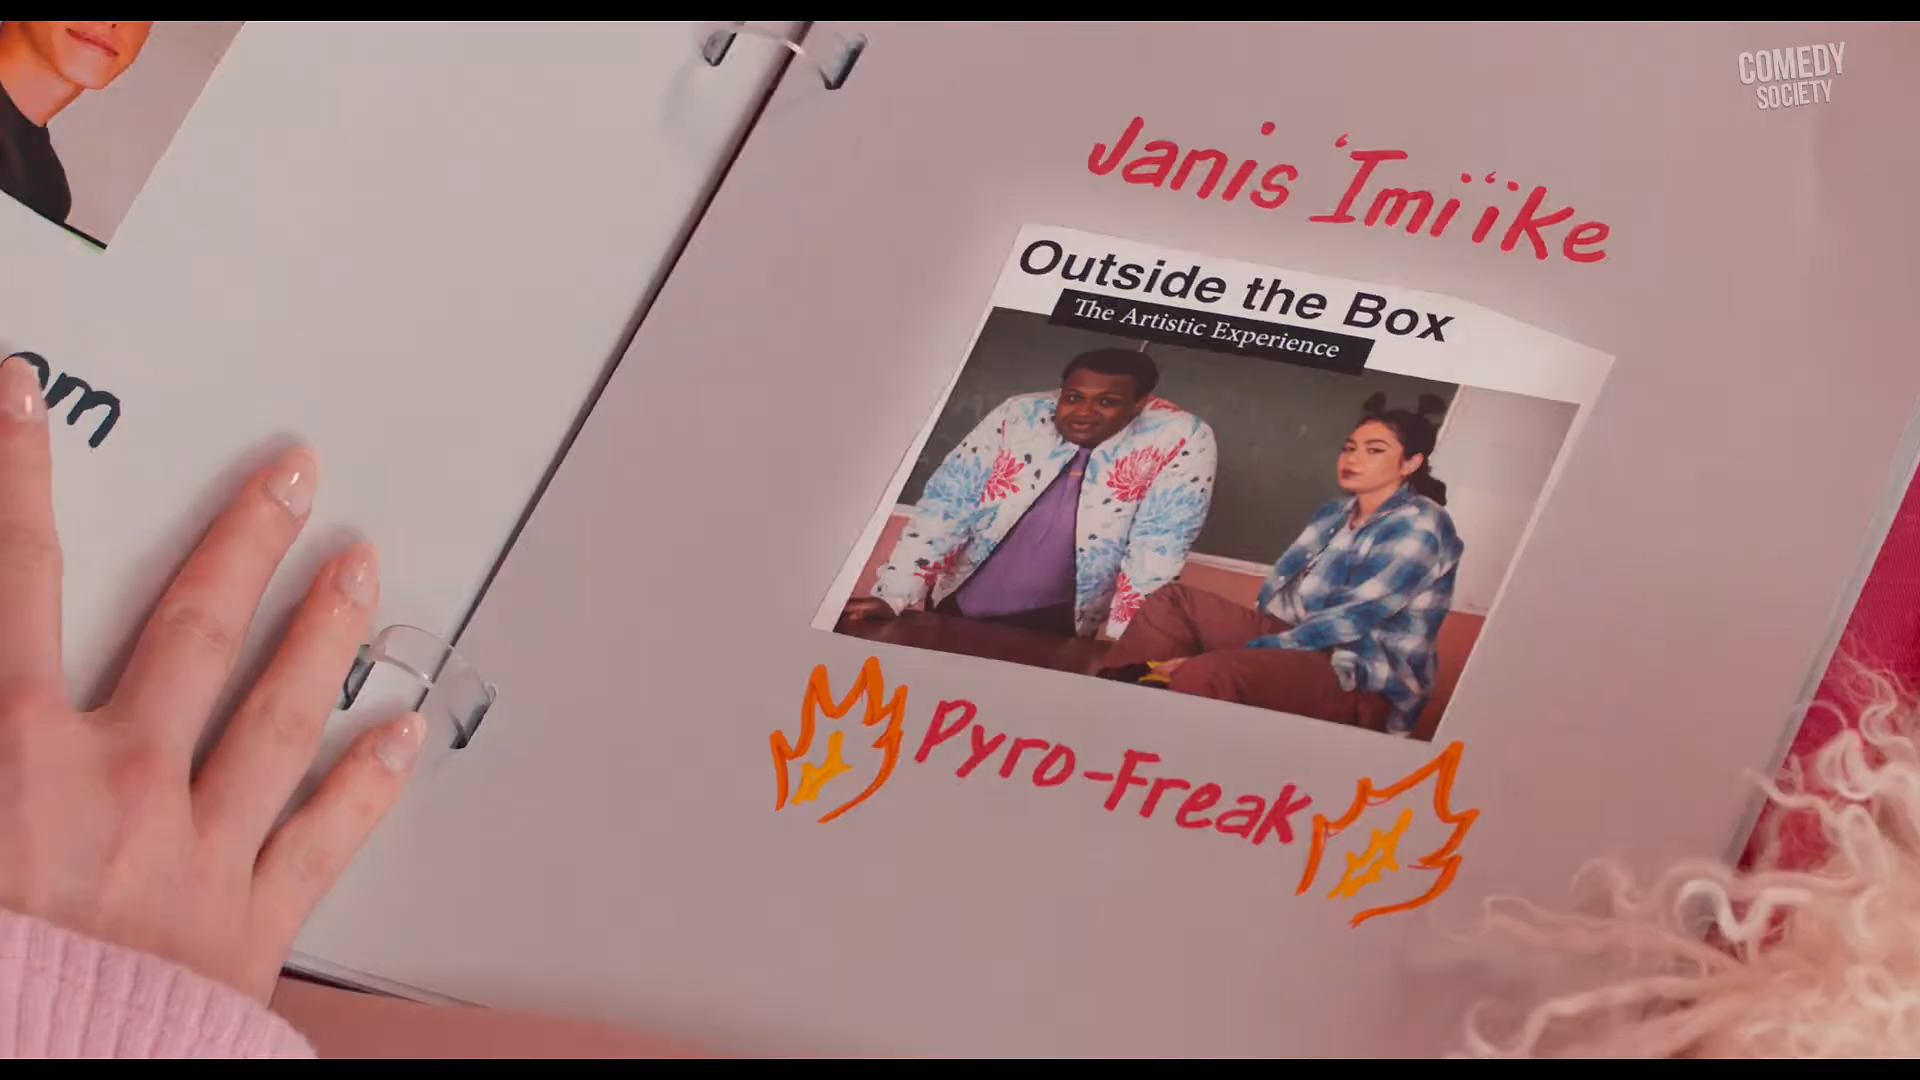 COMEDY
SOCIETY
Janis 'Imi'ike
Outside the Box
The Artistic Experience
Pyro-Freak